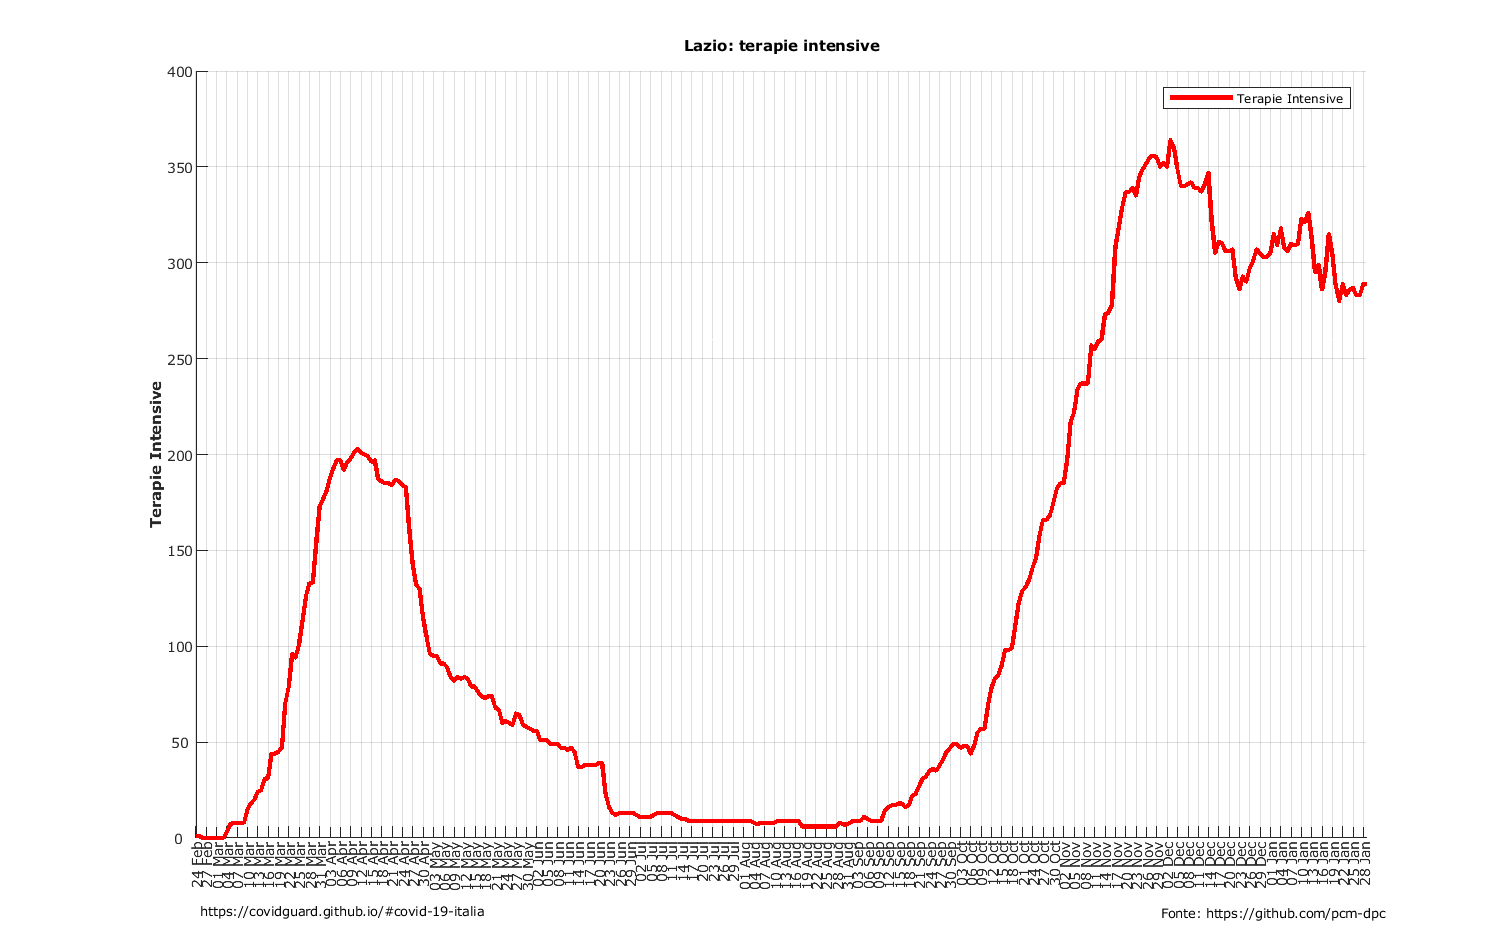 Lazio: terapie intensive
Terapie Intensive
400
350
300
250
200
150
100
50
0
Terapie Intensive
24 Feb
27 Feb
01 Mar
04 Mar
07 Mar
10 Mar
13 Mar
16 Mar
19 Mar
22 Mar
25 Mar
28 Mar
31 Mar
03 Apr
06 Apr
09 Apr
12 Apr
15 Apr
18 Apr
21 Apr
24 Apr
27 Apr
30 Apr
03 May
06 May
09 May
12 May
15 May
18 May
21 May
24 May
27 May
30 May
02 Jun
05 Jun
08 Jun
11 Jun
14 Jun
17 Jun
20 Jun
23 Jun
26 Jun
29 Jun
02 Jul
05 Jul
08 Jul
11 Jul
14 Jul
17 Jul
20 Jul
23 Jul
26 Jul
29 Jul
01 Aug
04 Aug
07 Aug
10 Aug
13 Aug
16 Aug
19 Aug
22 Aug
25 Aug
28 Aug
31 Aug
03 Sep
06 Sep
09 Sep
12 Sep
15 Sep
18 Sep
21 Sep
24 Sep
27 Sep
30 Sep
03 Oct
06 Oct
09 Oct
12 Oct
15 Oct
18 Oct
21 Oct
24 Oct
27 Oct
30 Oct
02 Nov
05 Nov
08 Nov
11 Nov
14 Nov
17 Nov
20 Nov
23 Nov
26 Nov
29 Nov
02 Dec
05 Dec
08 Dec
11 Dec
14 Dec
17 Dec
20 Dec
23 Dec
26 Dec
29 Dec
01 Jan
04 Jan
07 Jan
10 Jan
13 Jan
16 Jan
19 Jan
22 Jan
25 Jan
28 Jan
https://covidguard.github.io/#covid-19-italia
Fonte: https://github.com/pcm-dpc